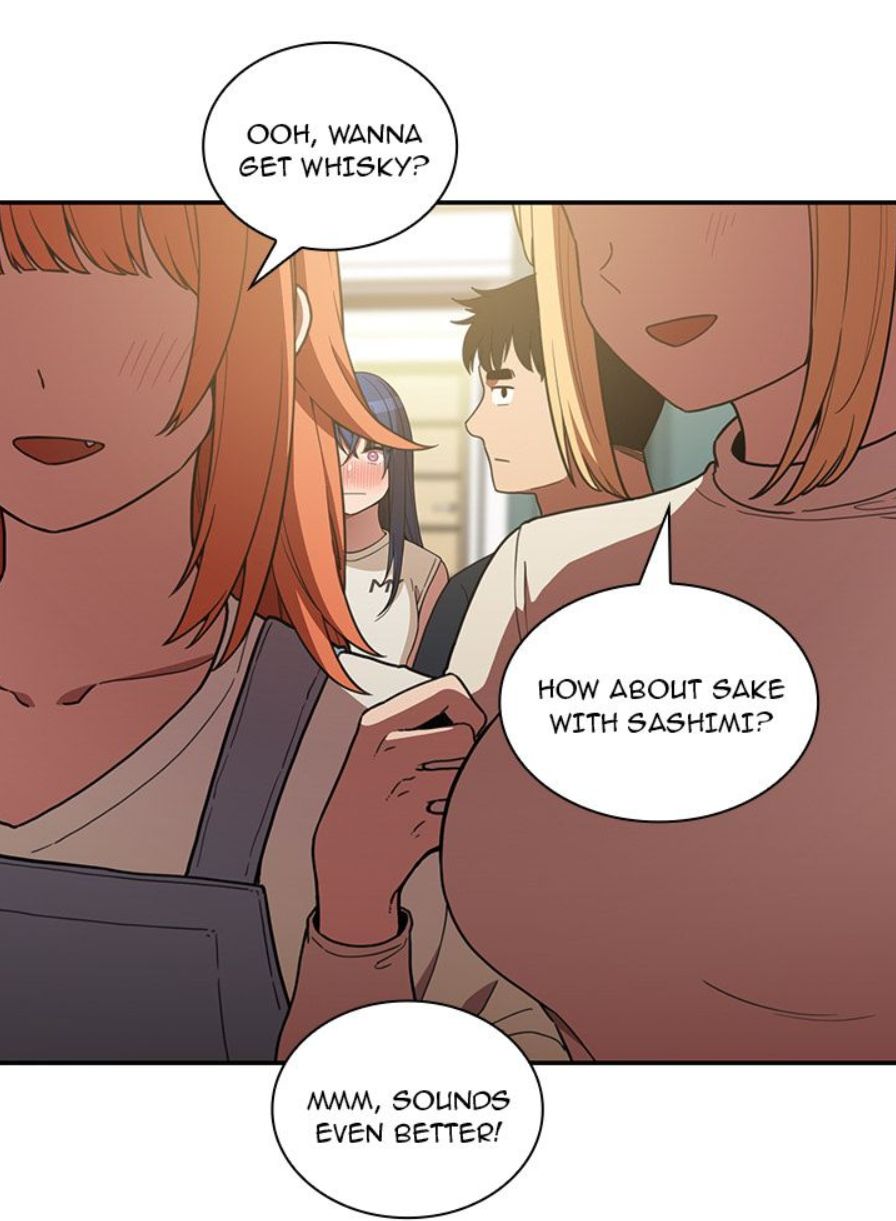 OOH, WANNA
GET WHISKY?
HOW ABOUT SAKE
WITH SASHIMI?
MMM, SOUNDS
EVEN BETTER!